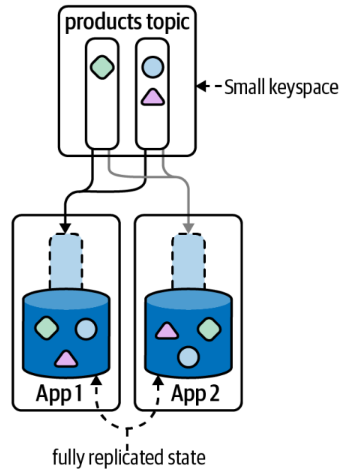 products topic
Small keyspace
App 1
App 2
fully replicated state